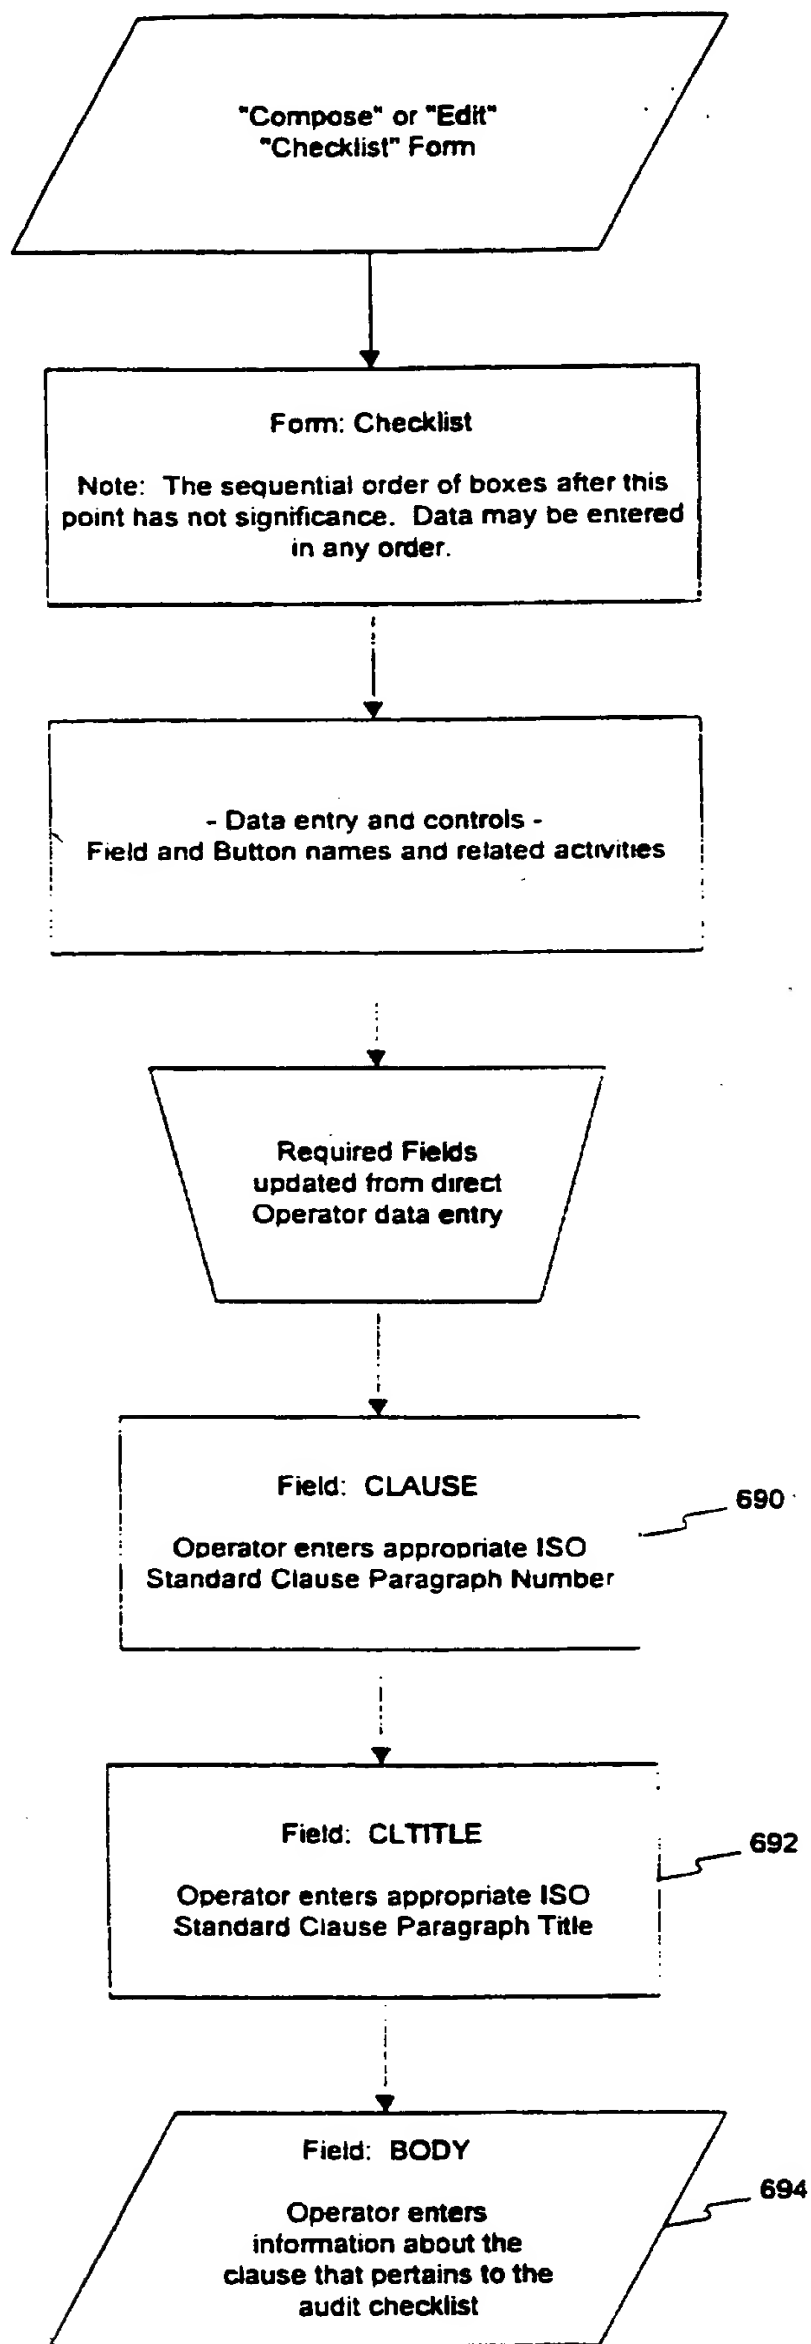 "Compose" or "Edit"
"Checklist" Form
Form: Checklist
Note: The sequential order of boxes after this
point has not significance. Data may be entered
in any order.
- Data entry and controls -
Field and Button names and related activities
Required Fields
updated from direct
Operator data entry
Field: CLAUSE
Operator enters appropriate ISO
Standard Clause Paragraph Number
690
Field: CLTITLE
Operator enters appropriate ISO
Standard Clause Paragraph Title
692
Field: BODY
Operator enters
information about the
clause that pertains to the
audit checklist
694